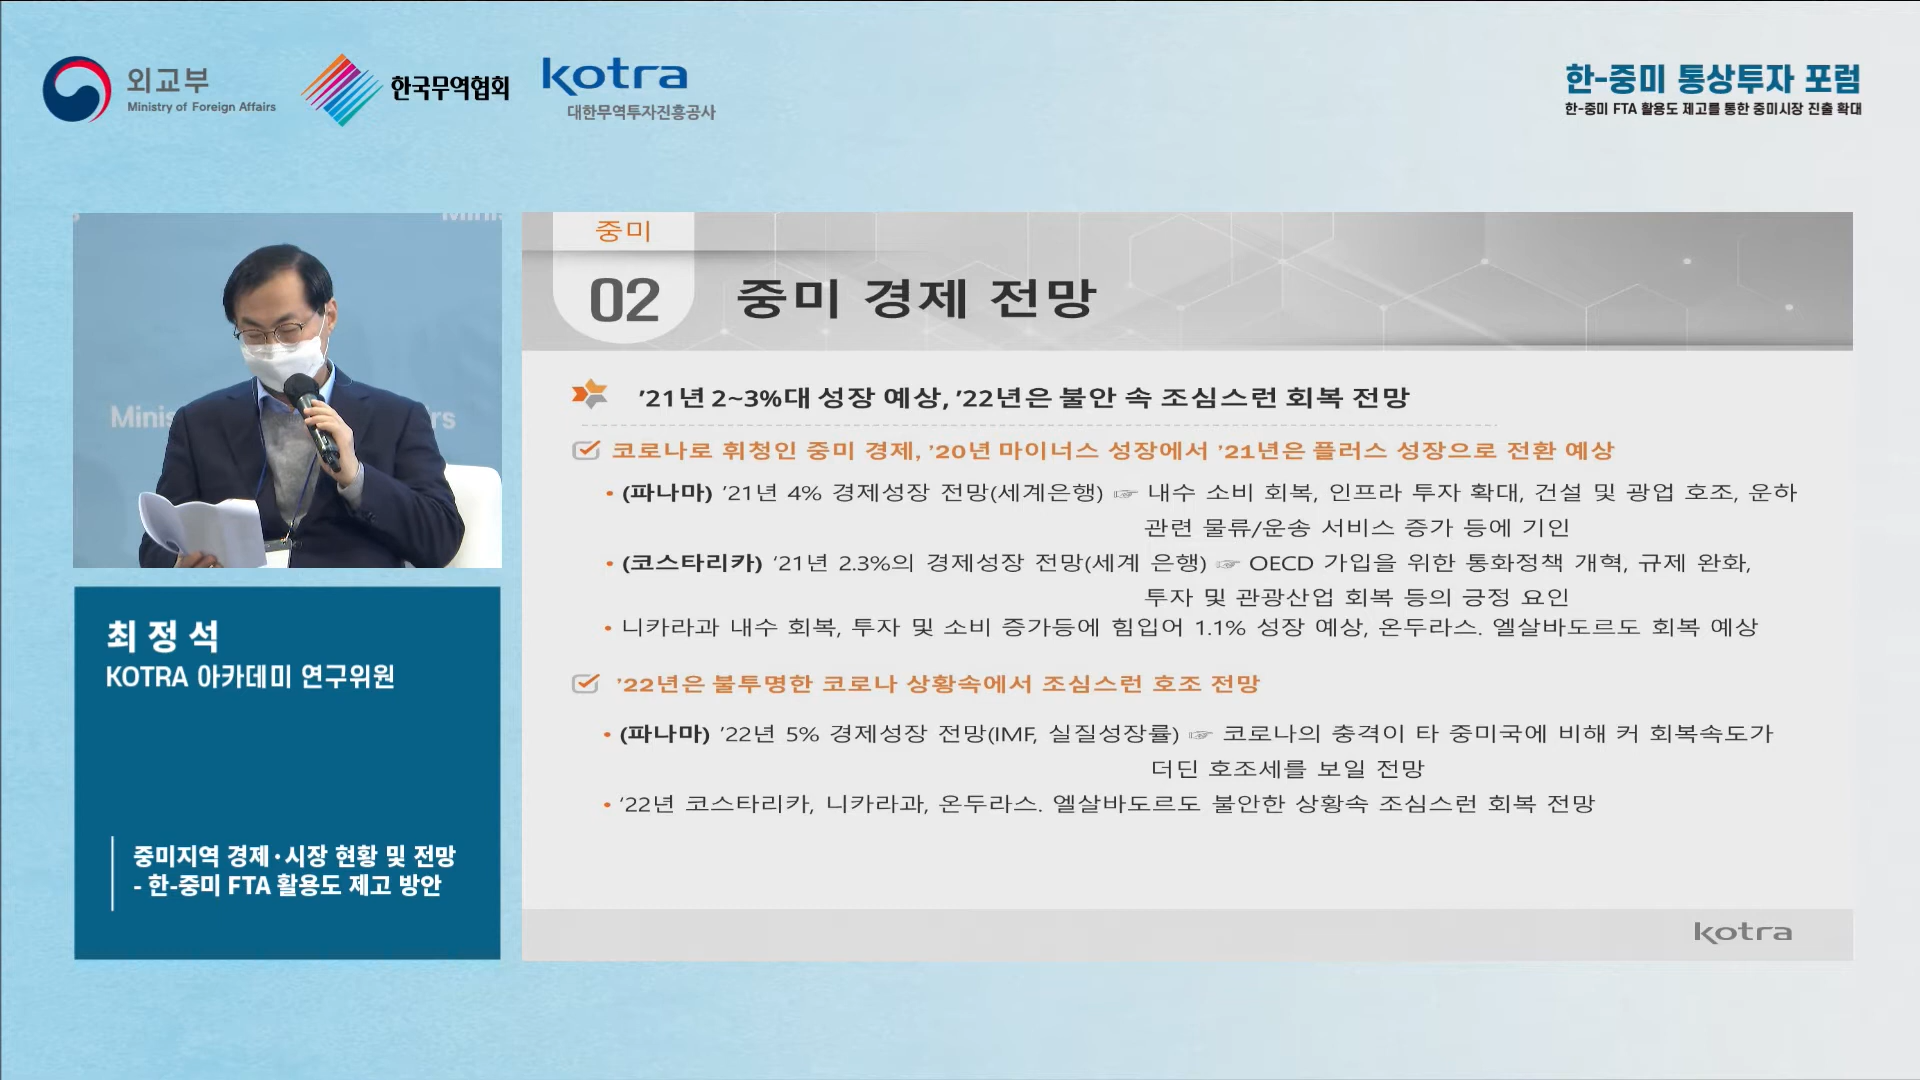 외교부
Ministry of Foreign Affairs
한국무역협회
kotra
대한무역투자진흥공사
한-중미 통상투자 포럼
한-중미 FTA 활용도 제고를 통한 중미시장 진출 확대
Minis
rs
최정석
KOTRA 아카데미 연구위원
중미지역 경제·시장 현황 및 전망
- 한-중미 FTA 활용도 제고 방안
중미
02 중미 경제 전망
’21년 2~3%대 성장 예상, ’22년은 불안 속 조심스런 회복 전망
코로나로 휘청인 중미 경제, ’20년 마이너스 성장에서 ’21년은 플러스 성장으로 전환 예상
• (파나마) ’21년 4% 경제성장 전망(세계은행) ☞ 내수 소비 회복, 인프라 투자 확대, 건설 및 광업 호조, 운하
관련 물류/운송 서비스 증가 등에 기인
• (코스타리카) ‘21년 2.3%의 경제성장 전망(세계 은행) ☞ OECD 가입을 위한 통화정책 개혁, 규제 완화,
투자 및 관광산업 회복 등의 긍정 요인
• 니카라과 내수 회복, 투자 및 소비 증가등에 힘입어 1.1% 성장 예상, 온두라스. 엘살바도르도 회복 예상
’22년은 불투명한 코로나 상황속에서 조심스런 호조 전망
• (파나마) ’22년 5% 경제성장 전망(IMF, 실질성장률) ☞ 코로나의 충격이 타 중미국에 비해 커 회복속도가
더딘 호조세를 보일 전망
• ‘22년 코스타리카, 니카라과, 온두라스. 엘살바도르도 불안한 상황속 조심스런 회복 전망
kotra